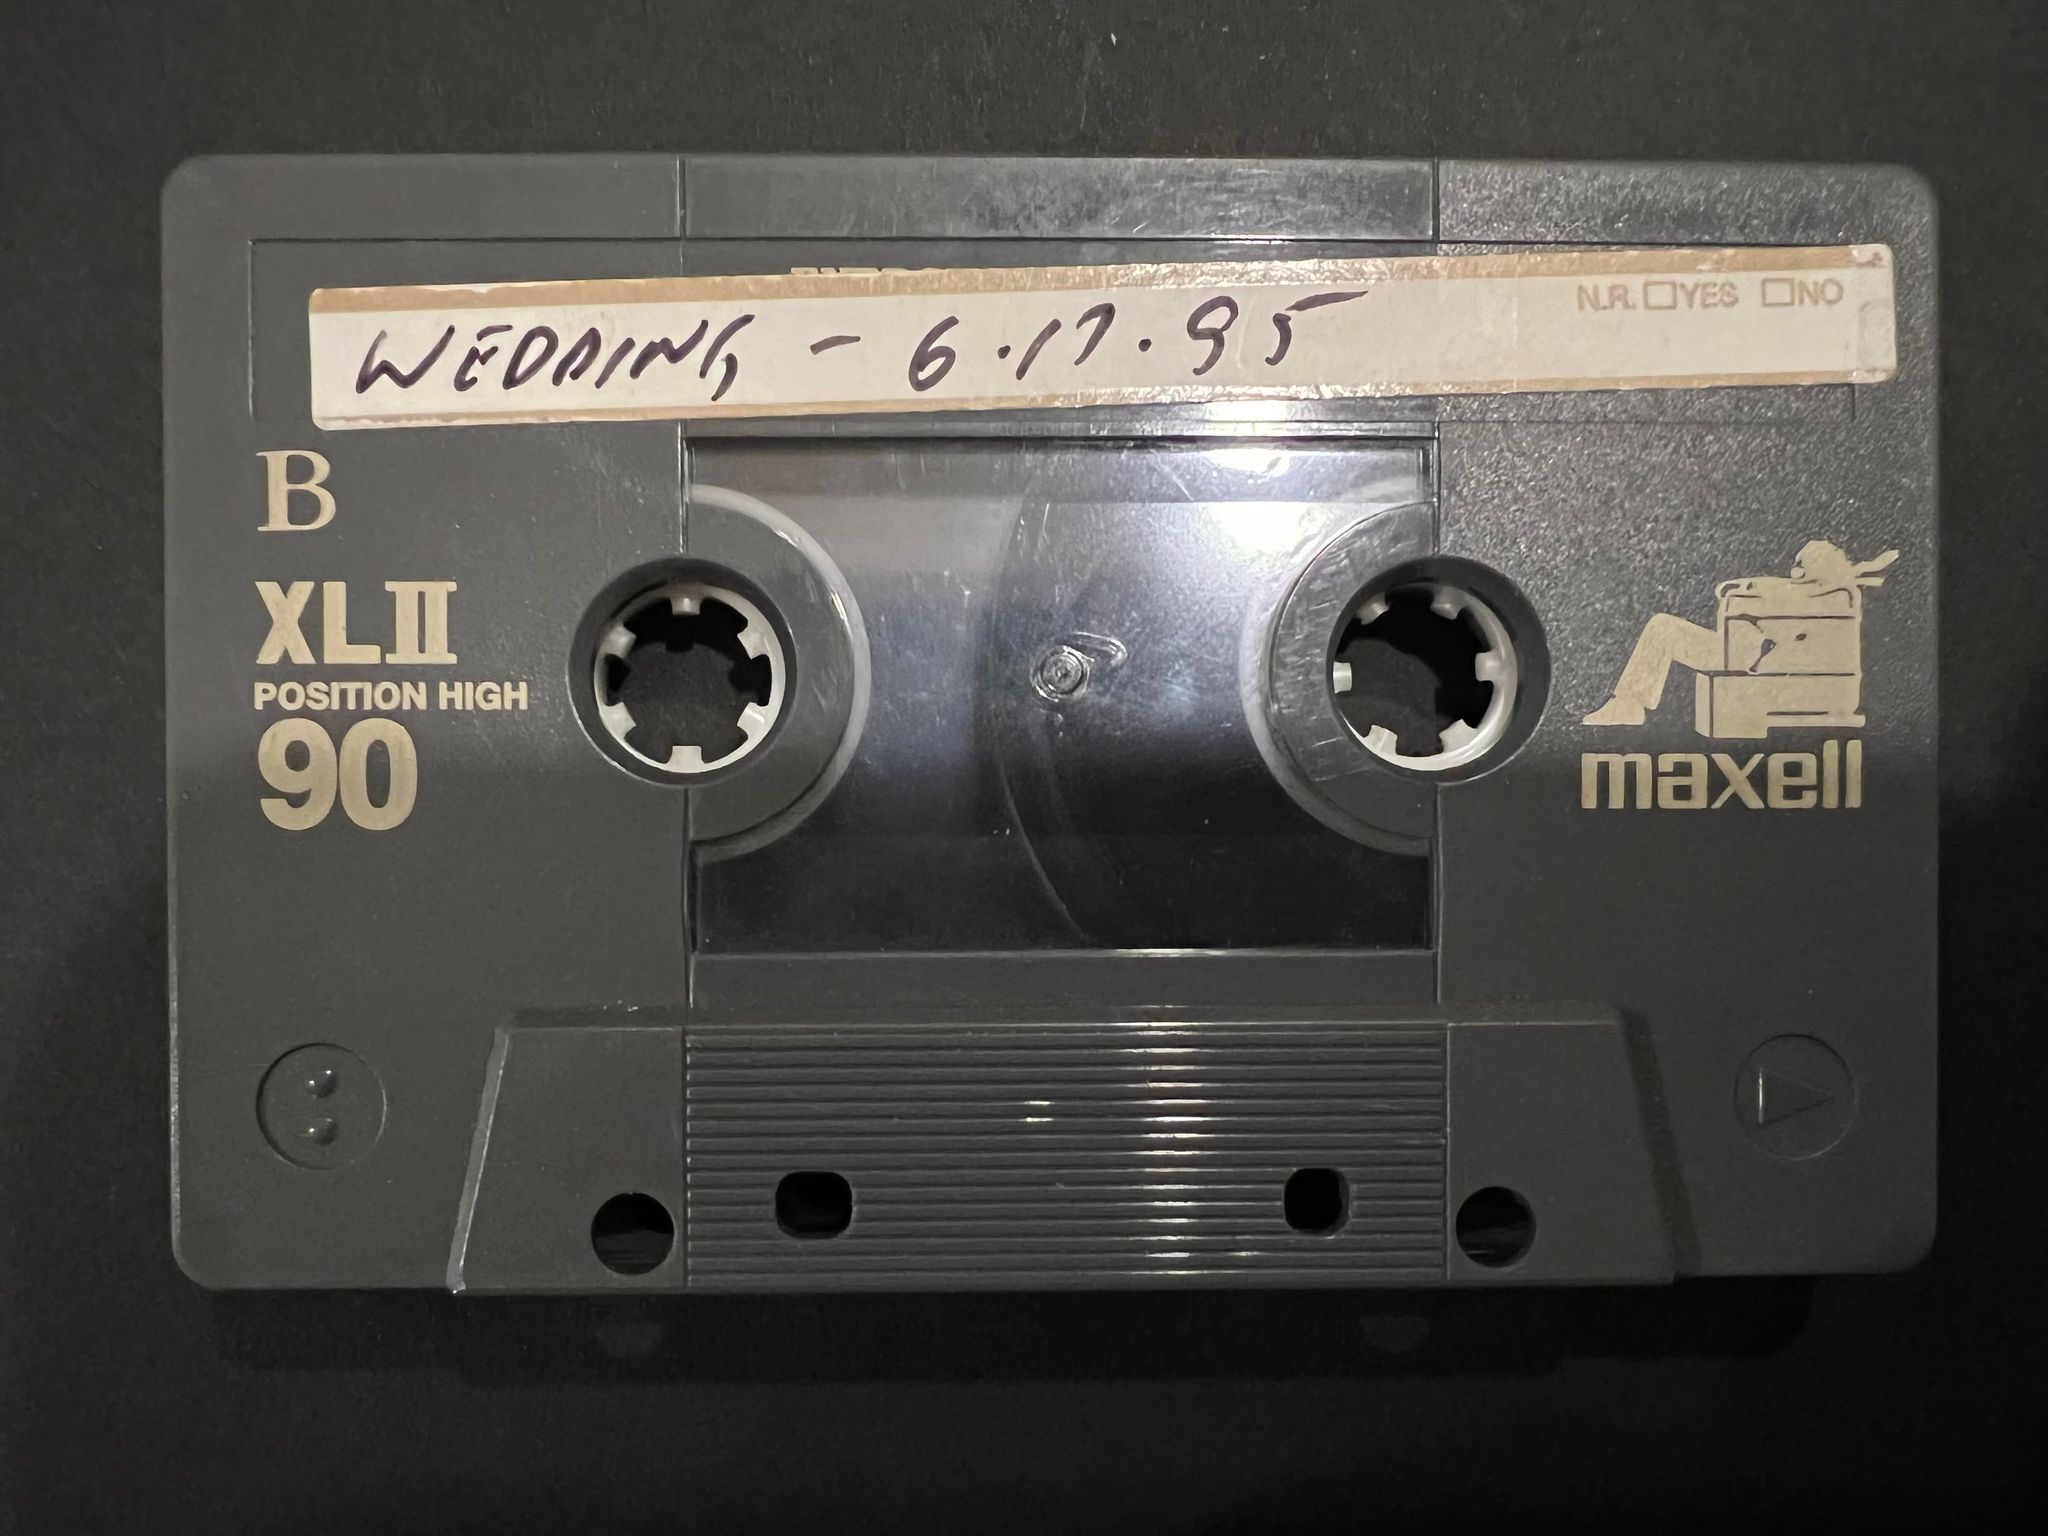 WEDDING - 6.17.95
N.R. YES NO
B
XLII
POSITION HIGH
90
maxell